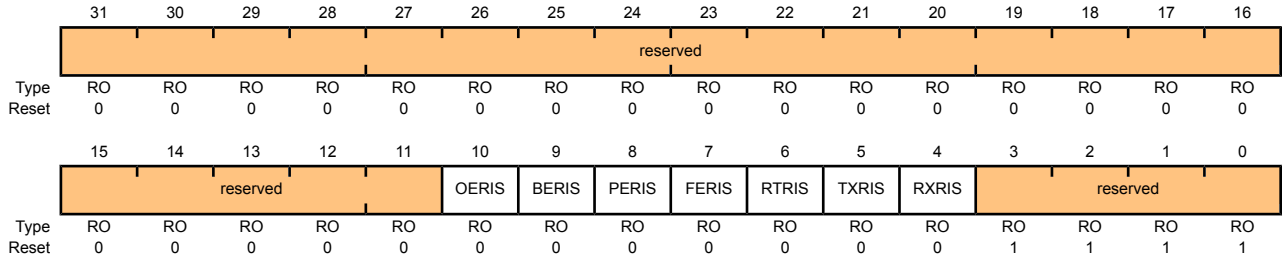 31 30 29 28 27 26 25 24 23 22 21 20 19 18 17 16
reserved
Type RO RO RO RO RO RO RO RO RO RO RO RO RO RO RO RO
Reset 0 0 0 0 0 0 0 0 0 0 0 0 0 0 0 0
15 14 13 12 11 10 9 8 7 6 5 4 3 2 1 0
reserved OERIS BERIS PERIS FERIS RTRIS TXRIS RXRIS reserved
Type RO RO RO RO RO RO RO RO RO RO RO RO RO RO RO RO
Reset 0 0 0 0 0 0 0 0 0 0 0 0 1 1 1 1